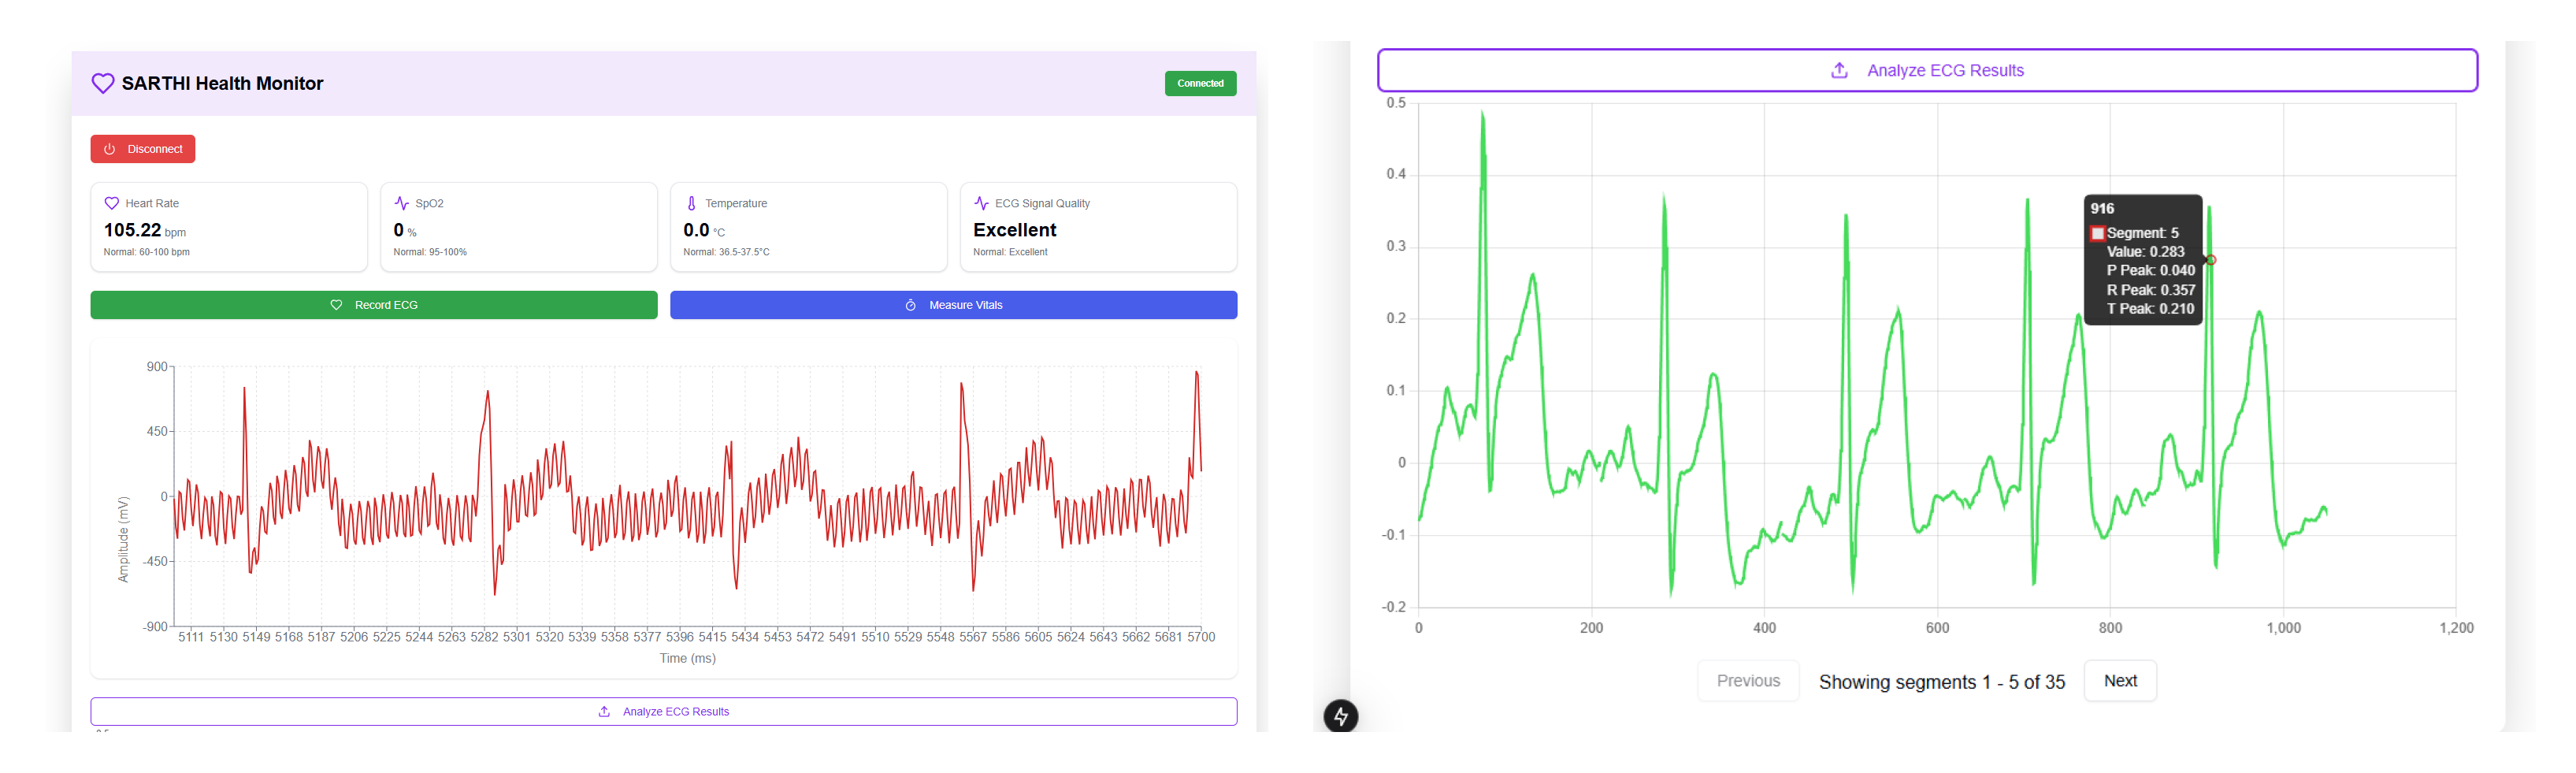 SARTHI Health Monitor
Connected
Disconnect
Heart Rate
105.22 bpm
Normal: 60-100 bpm
SpO2
0 %
Normal: 95-100%
Temperature
0.0 °C
Normal: 36.5-37.5°C
ECG Signal Quality
Excellent
Normal: Excellent
Record ECG
Measure Vitals
900
450
0
-450
-900
Amplitude (mV)
5111 5130 5149 5168 5187 5206 5225 5244 5263 5282 5301 5320 5339 5358 5377 5396 5415 5434 5453 5472 5491 5510 5529 5548 5567 5586 5605 5624 5643 5662 5681 5700
Time (ms)
Analyze ECG Results
Analyze ECG Results
0.5
0.4
0.3
0.2
0.1
0
-0.1
-0.2
916
Segment: 5
Value: 0.283
P Peak: 0.040
R Peak: 0.357
T Peak: 0.210
0 200 400 600 800 1,000 1,200
Previous
Showing segments 1 - 5 of 35
Next